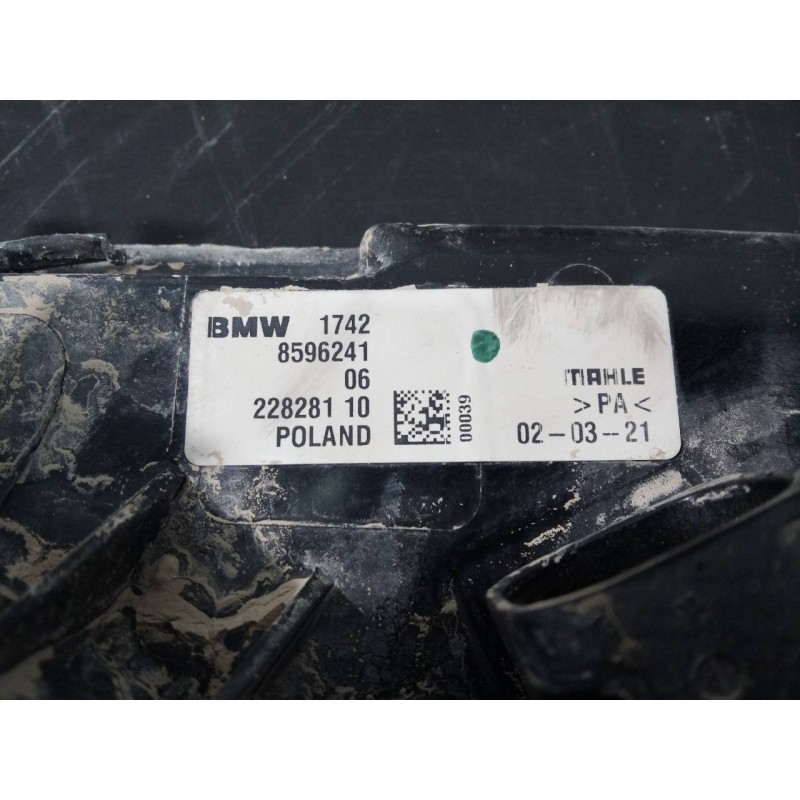 BMW 1742
8596241
06
228281 10
POLAND
00039
MAHLE
>PA<
02-03-21